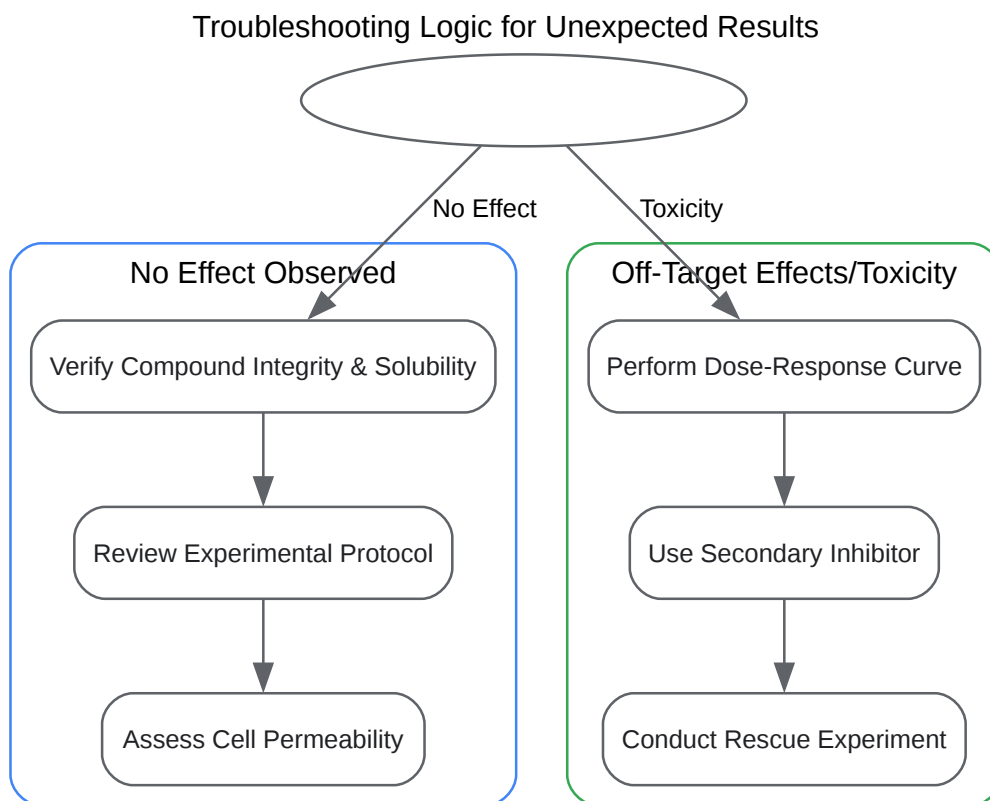 Troubleshooting Logic for Unexpected Results
No Effect
Toxicity
No Effect Observed
Verify Compound Integrity & Solubility
Review Experimental Protocol
Assess Cell Permeability
Off-Target Effects/Toxicity
Perform Dose-Response Curve
Use Secondary Inhibitor
Conduct Rescue Experiment